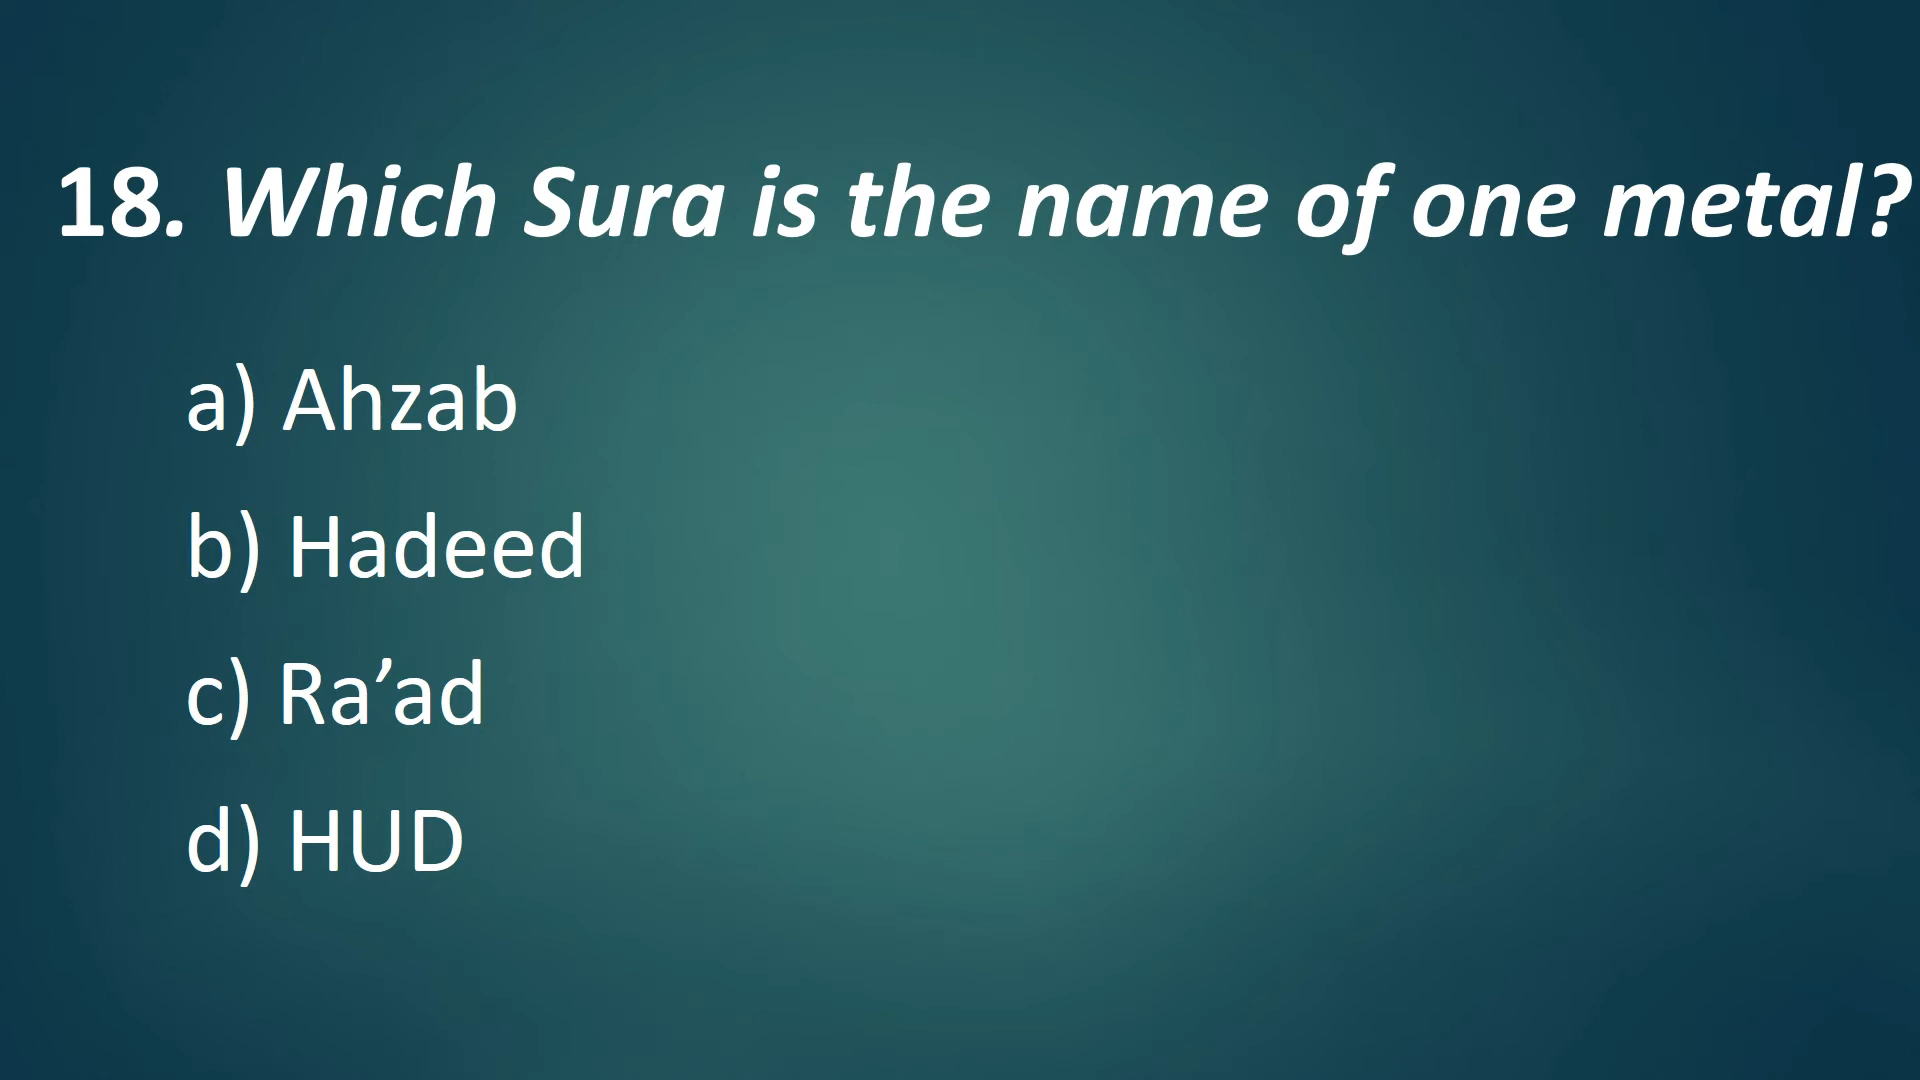 18. Which Sura is the name of one metal?
a) Ahzab
b) Hadeed
c) Ra’ad
d) HUD